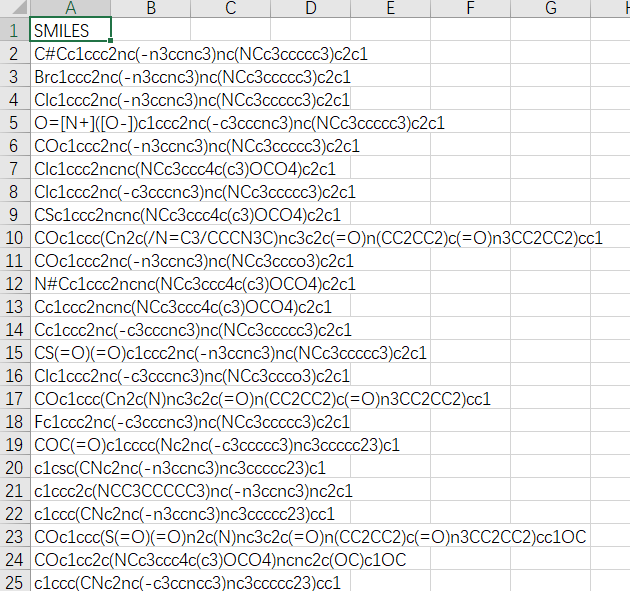 A B C D E F G H
1 SMILES
2 C#Cc1ccc2nc(-n3ccnc3)nc(NCc3ccccc3)c2c1
3 Brc1ccc2nc(-n3ccnc3)nc(NCc3ccccc3)c2c1
4 Clc1ccc2nc(-n3ccnc3)nc(NCc3ccccc3)c2c1
5 O=[N+]([O-])c1ccc2nc(-c3cccnc3)nc(NCc3ccccc3)c2c1
6 COc1ccc2nc(-n3ccnc3)nc(NCc3ccccc3)c2c1
7 Clc1ccc2ncnc(NCc3ccc4c(c3)OCO4)c2c1
8 Clc1ccc2nc(-c3cccnc3)nc(NCc3ccccc3)c2c1
9 CSc1ccc2ncnc(NCc3ccc4c(c3)OCO4)c2c1
10 COc1ccc(Cn2c(/N=C3/CCCN3C)nc3c2c(=O)n(CC2CC2)c(=O)n3CC2CC2)cc1
11 COc1ccc2nc(-n3ccnc3)nc(NCc3ccco3)c2c1
12 N#Cc1ccc2ncnc(NCc3ccc4c(c3)OCO4)c2c1
13 Cc1ccc2ncnc(NCc3ccc4c(c3)OCO4)c2c1
14 Cc1ccc2nc(-c3cccnc3)nc(NCc3ccccc3)c2c1
15 CS(=O)(=O)c1ccc2nc(-n3ccnc3)nc(NCc3ccccc3)c2c1
16 Clc1ccc2nc(-c3cccnc3)nc(NCc3ccco3)c2c1
17 COc1ccc(Cn2c(N)nc3c2c(=O)n(CC2CC2)c(=O)n3CC2CC2)cc1
18 Fc1ccc2nc(-c3cccnc3)nc(NCc3ccccc3)c2c1
19 COC(=O)c1cccc(Nc2nc(-c3ccccc3)nc3ccccc23)c1
20 c1csc(CNc2nc(-n3ccnc3)nc3ccccc23)c1
21 c1ccc2c(NCC3CCCCC3)nc(-n3ccnc3)nc2c1
22 c1ccc(CNc2nc(-n3ccnc3)nc3ccccc23)cc1
23 COc1ccc(S(=O)(=O)n2c(N)nc3c2c(=O)n(CC2CC2)c(=O)n3CC2CC2)cc1OC
24 COc1cc2c(NCc3ccc4c(c3)OCO4)ncnc2c(OC)c1OC
25 c1ccc(CNc2nc(-c3ccncc3)nc3ccccc23)cc1